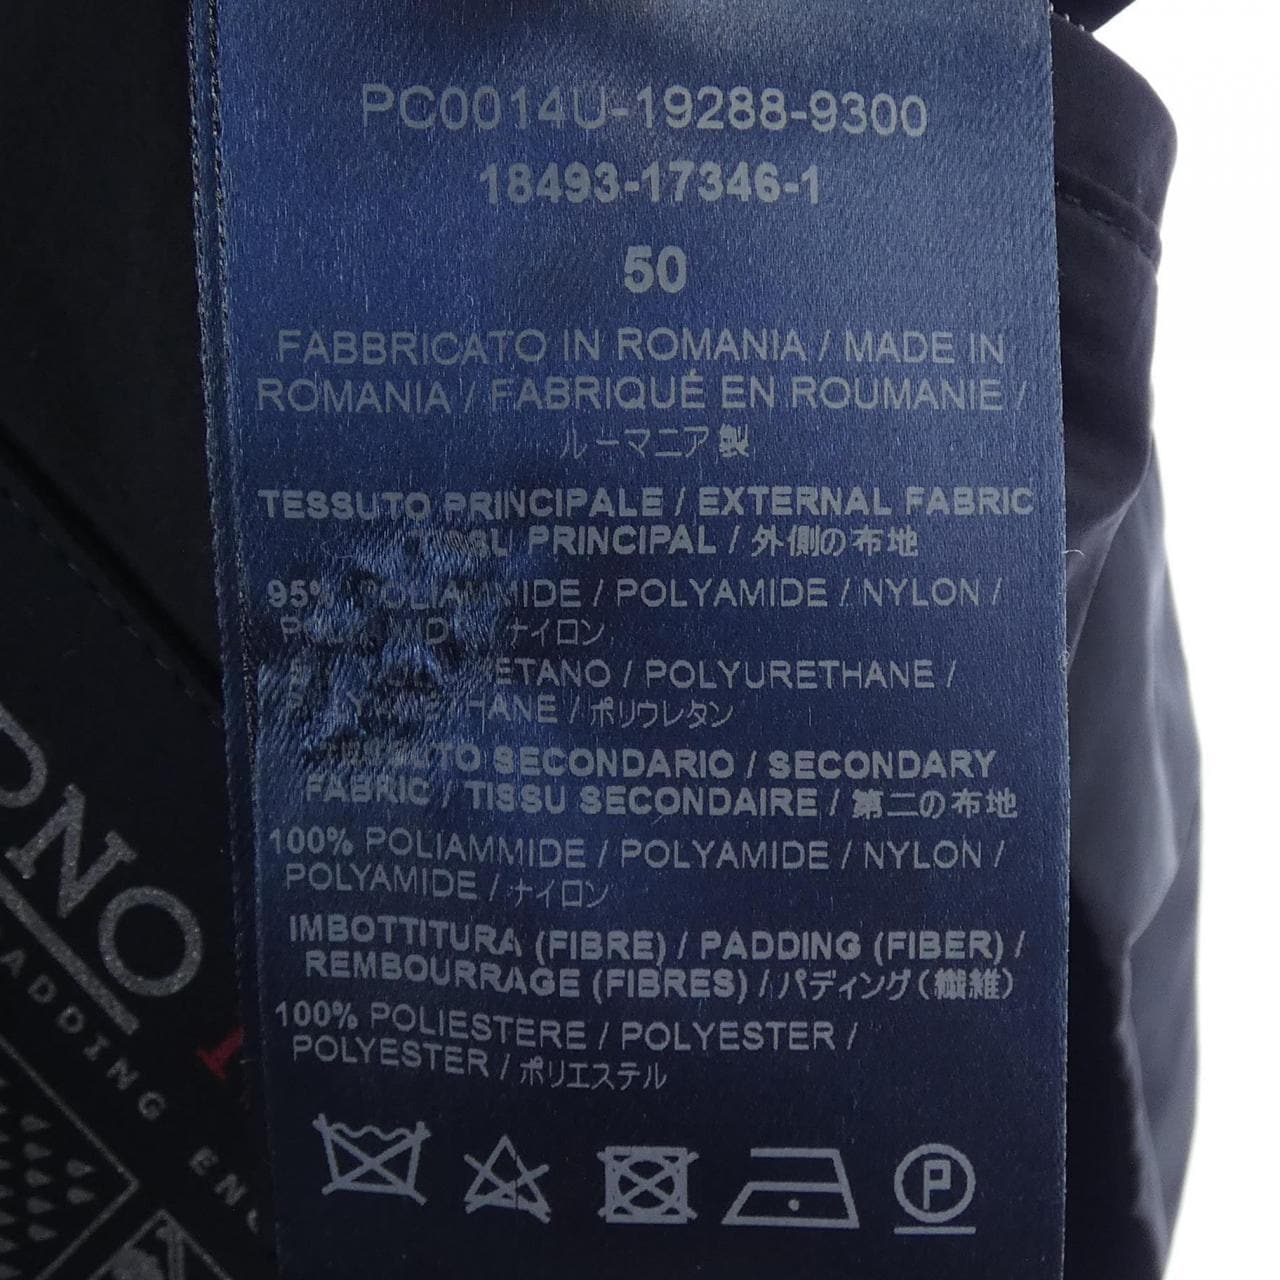 PC0014U-19288-9300
18493-17346-1
50
FABBRICATO IN ROMANIA / MADE IN
ROMANIA / FABRIQUÉ EN ROUMANIE /
ルーマニア製
TESSUTO PRINCIPALE / EXTERNAL FABRIC
PRINCIPAL / 外側の布地
95% POLIAMMIDE / POLYAMIDE / NYLON /
ナイロン
/ POLYURETHANE /
/ ポリウレタン
SECONDARIO / SECONDARY
FABRIC / TISSU SECONDAIRE / 第二の布地
100% POLIAMMIDE / POLYAMIDE / NYLON /
POLYAMIDE / ナイロン
IMBOTTITURA (FIBRE) / PADDING (FIBER) /
REMBOURRAGE (FIBRES) / パディング(繊維)
100% POLIESTERE / POLYESTER /
POLYESTER / ポリエステル
P